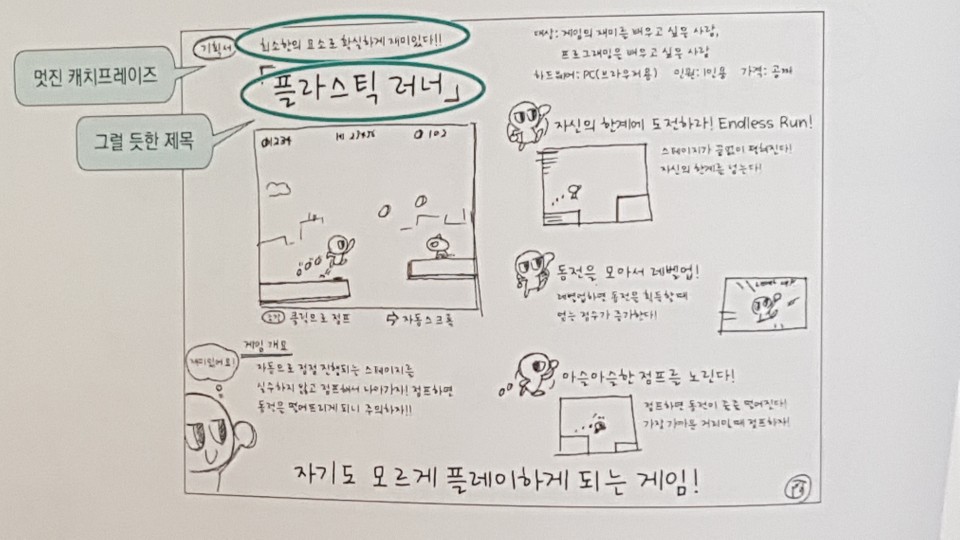 멋진 캐치프레이즈
그럴 듯한 제목
기획서
최소한의 요소로 확실하게 재미있다!!
「플라스틱 러너」
대상: 게임의 재미를 배우고 싶은 사람,
프로그래밍을 배우고 싶은 사람
하드웨어: PC(브라우저용) 인원: 1인용 가격: 공짜
01234
102
조작 클릭으로 점프 ⇒ 자동스크롤
게임 개요
재미있어요!
자동으로 점점 진행되는 스테이지를
실수하지 않고 점프해서 나아가자! 점프하면
동전을 떨어뜨리게 되니 주의하자!!
자신의 한계에 도전하라! Endless Run!
스테이지가 끝없이 펼쳐진다!
자신의 한계를 넘는다!
동전을 모아서 레벨업!
레벨업하면 동전을 획득할 때
얻는 점수가 증가한다!
LEVEL UP
아슬아슬한 점프를 노린다!
점프하면 동전이 뚝뚝 떨어진다!
가장 가까운 거리일 때 점프하자!
자기도 모르게 플레이하게 되는 게임!